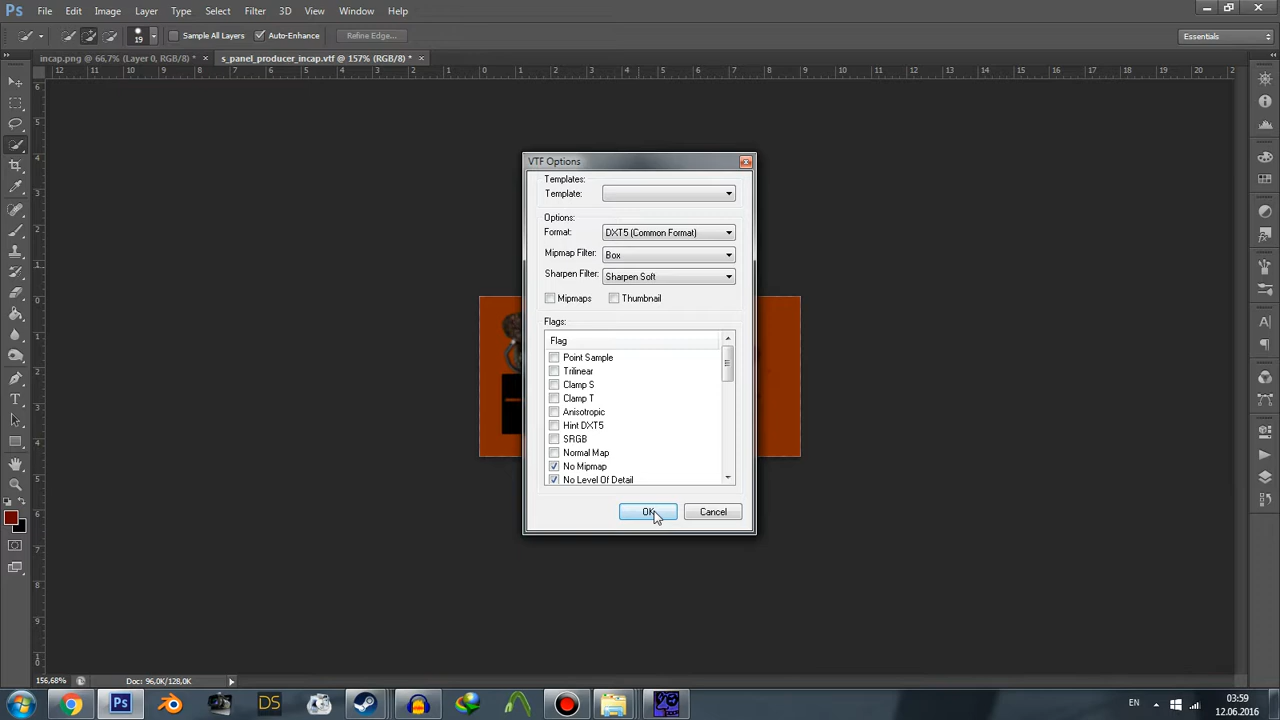 Ps File Edit Image Layer Type Select Filter 3D View Window Help
19 Sample All Layers Auto-Enhance Refine Edge... Essentials
incap.png @ 66,7% (Layer 0, RGB/8) * × s_panel_producer_incap.vtf @ 157% (RGB/8) * ×
VTF Options
Templates:
Template:
Options:
Format: DXT5 (Common Format)
Mipmap Filter: Box
Sharpen Filter: Sharpen Soft
Mipmaps Thumbnail
Flags:
Flag
Point Sample
Trilinear
Clamp S
Clamp T
Anisotropic
Hint DXT5
SRGB
Normal Map
No Mipmap
No Level Of Detail
OK Cancel
156,68% Doc: 96,0K/128,0K
Ps DS EN 03:59
12.06.2016